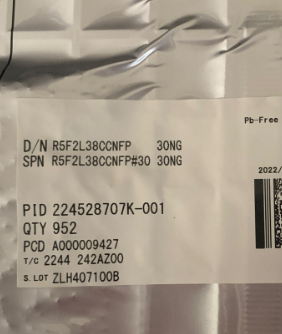 Pb-Free
D/N R5F2L38CCNFP 30NG
SPN R5F2L38CCNFP#30 30NG
2022/
PID 224528707K-001
QTY 952
PCD A000009427
T/C 2244 242AZ00
S. LOT ZLH407100B